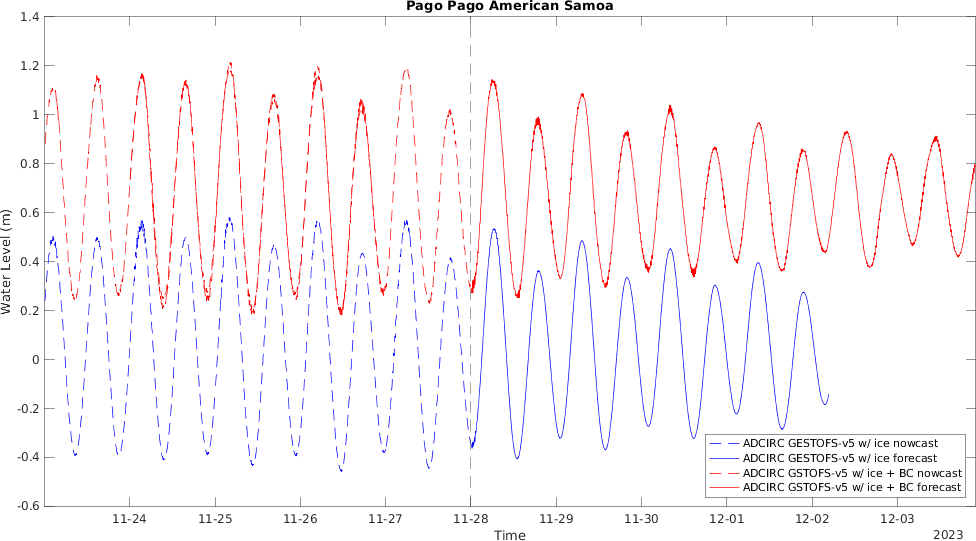 Pago Pago American Samoa
1.4
1.2
1
0.8
0.6
0.4
0.2
0
-0.2
-0.4
-0.6
Water Level (m)
11-24 11-25 11-26 11-27 11-28 11-29 11-30 12-01 12-02 12-03
Time
2023
ADCIRC GESTOFS-v5 w/ ice nowcast
ADCIRC GESTOFS-v5 w/ ice forecast
ADCIRC GSTOFS-v5 w/ ice + BC nowcast
ADCIRC GSTOFS-v5 w/ ice + BC forecast